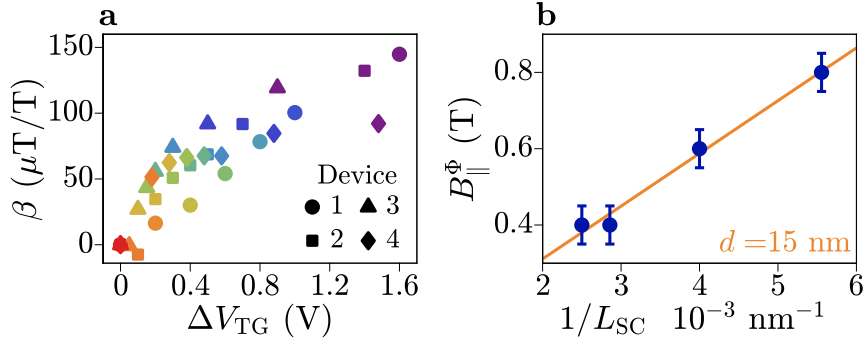 a
150
100
50
0
β (μT/T)
Device
1
2
3
4
0
0.4
0.8
1.2
1.6
ΔV_TG (V)
b
0.8
0.6
0.4
B_∥^Φ (T)
d =15 nm
2
3
4
5
6
1/L_SC 10⁻³ nm⁻¹